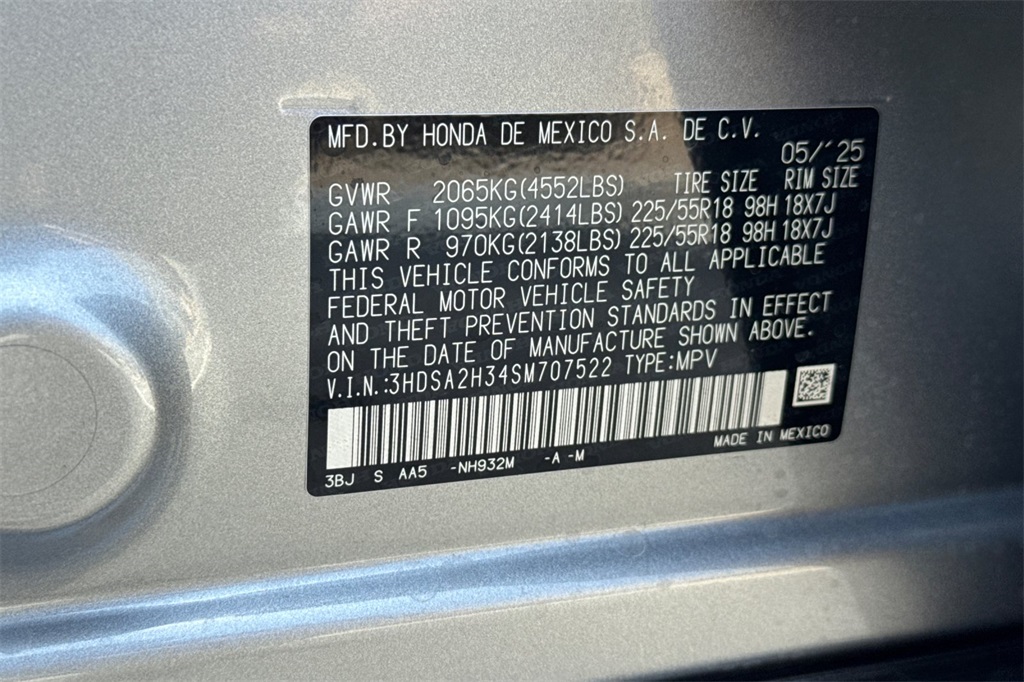 MFD.BY HONDA DE MEXICO S.A. DE C.V.
05/´25
GVWR 2065KG(4552LBS) TIRE SIZE RIM SIZE
GAWR F 1095KG(2414LBS) 225/55R18 98H 18X7J
GAWR R 970KG(2138LBS) 225/55R18 98H 18X7J
THIS VEHICLE CONFORMS TO ALL APPLICABLE
FEDERAL MOTOR VEHICLE SAFETY
AND THEFT PREVENTION STANDARDS IN EFFECT
ON THE DATE OF MANUFACTURE SHOWN ABOVE.
V.I.N.:3HDSA2H34SM707522 TYPE:MPV
MADE IN MEXICO
3BJ S AA5 -NH932M -A -M